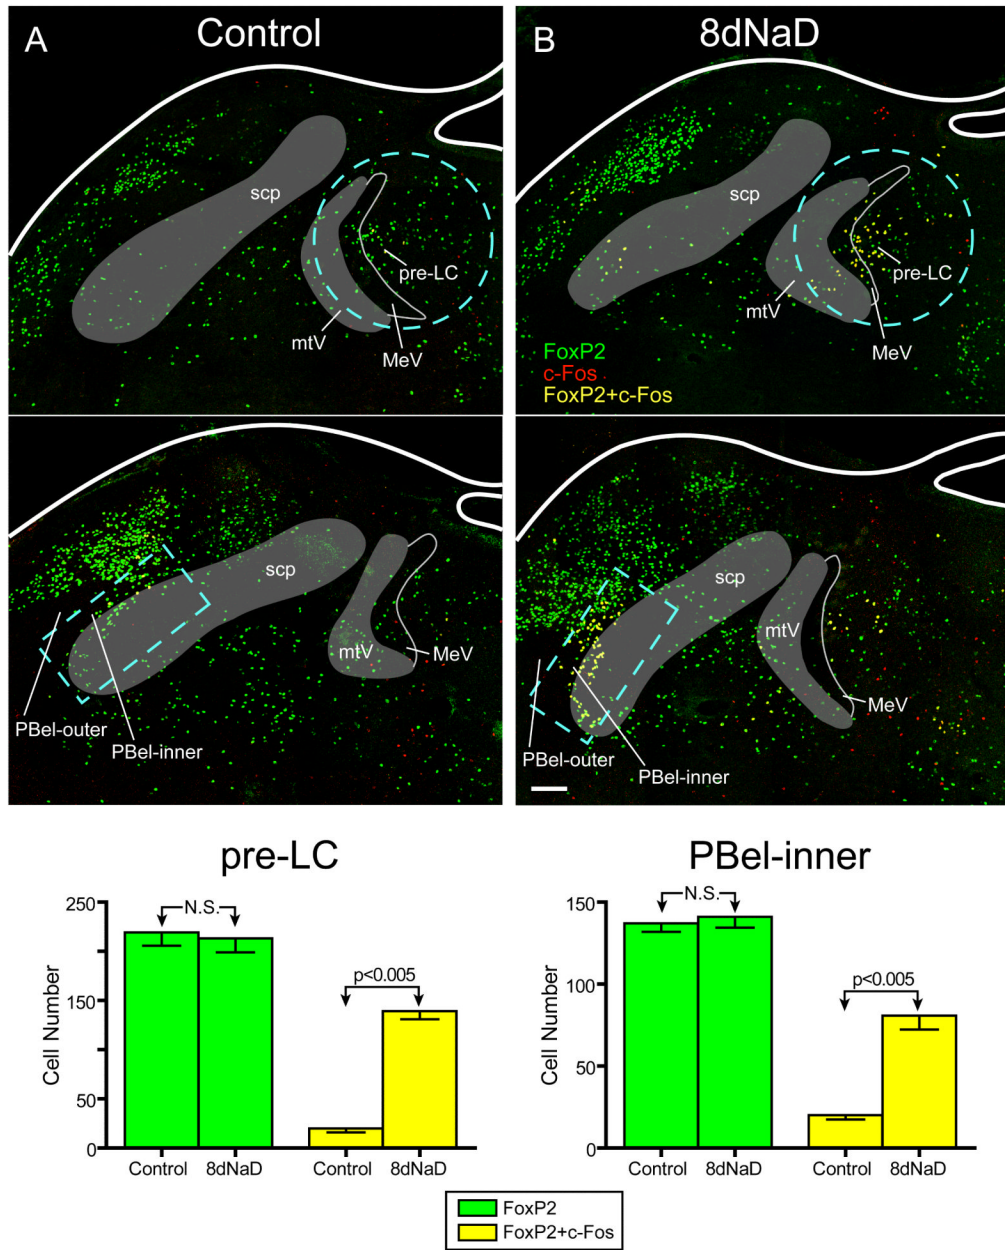 A
Control
scp
pre-LC
mtV
MeV
B
8dNaD
scp
pre-LC
mtV
MeV
FoxP2
c-Fos
FoxP2+c-Fos
scp
mtV
MeV
PBel-outer
PBel-inner
scp
mtV
MeV
PBel-outer
PBel-inner
pre-LC
Cell Number
250
150
50
0
N.S.
p<0.005
Control
8dNaD
Control
8dNaD
PBel-inner
Cell Number
150
100
50
0
N.S.
p<0.005
Control
8dNaD
Control
8dNaD
FoxP2
FoxP2+c-Fos